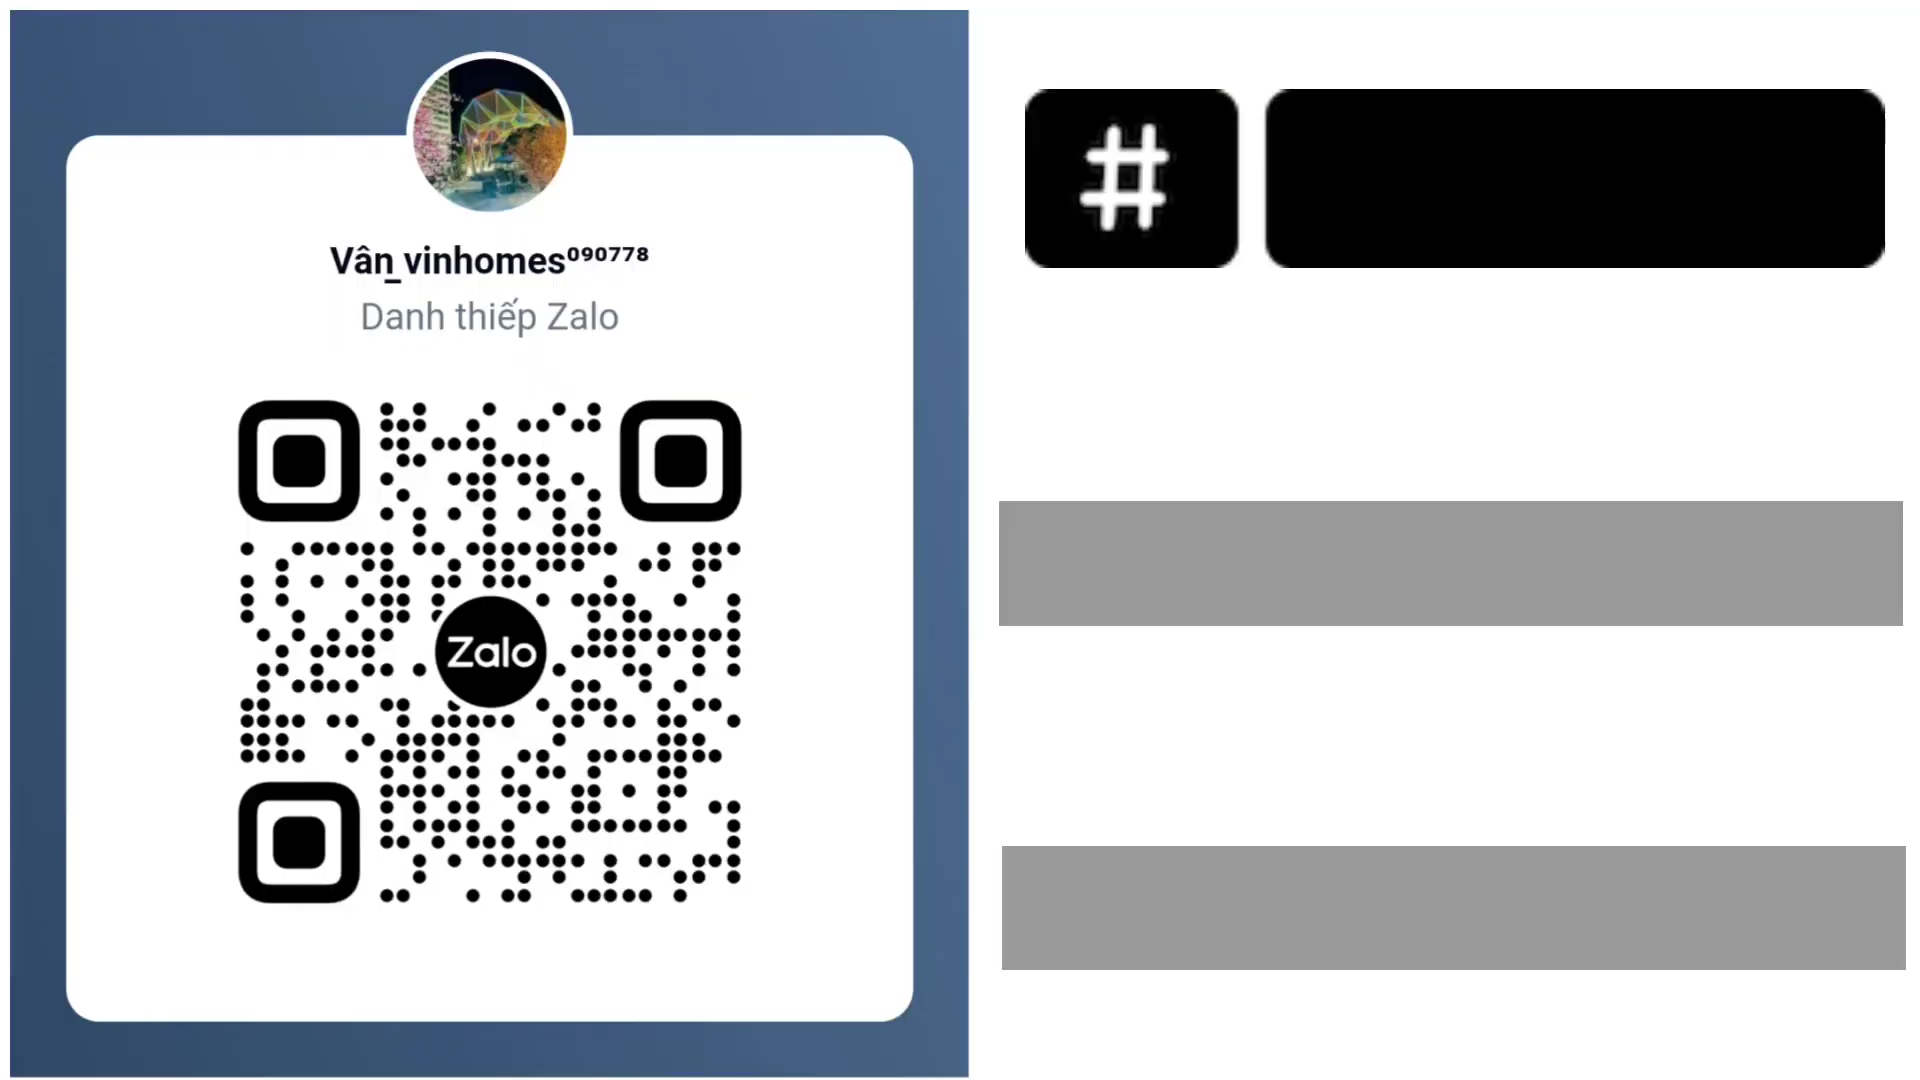 Vân_vinhomes⁰⁹⁰⁷⁷⁸
Danh thiếp Zalo
Zalo
#